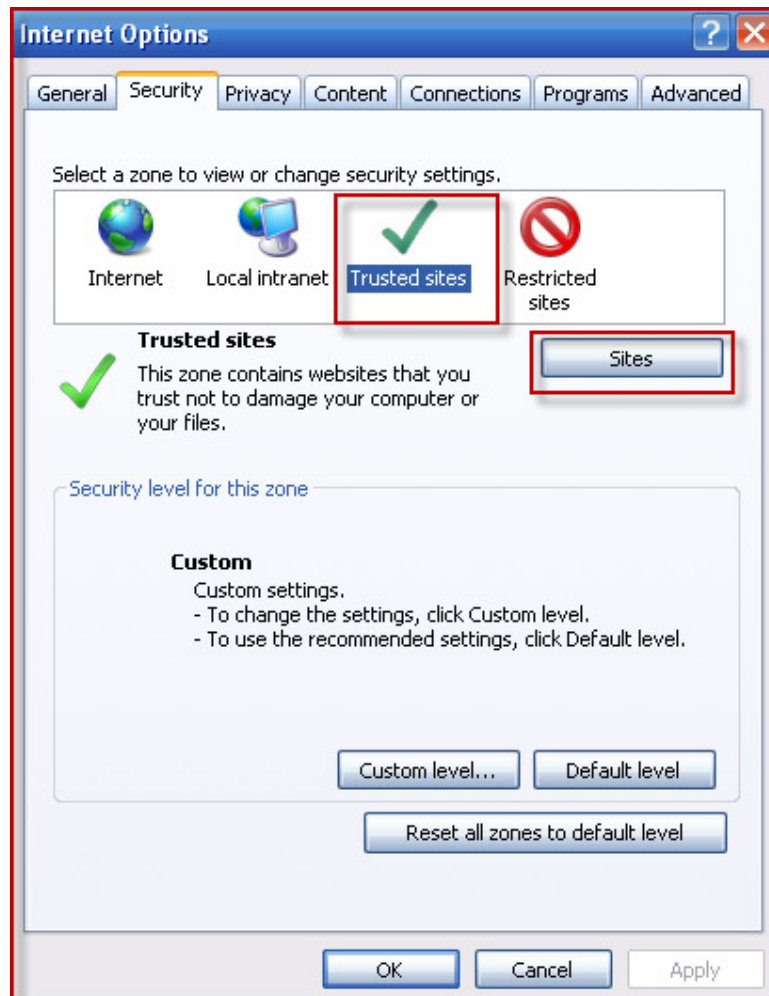 Internet Options
General Security Privacy Content Connections Programs Advanced
Select a zone to view or change security settings.
Internet Local intranet Trusted sites Restricted
sites
Trusted sites
Sites
This zone contains websites that you
trust not to damage your computer or
your files.
Security level for this zone
Custom
Custom settings.
- To change the settings, click Custom level.
- To use the recommended settings, click Default level.
Custom level... Default level
Reset all zones to default level
OK Cancel Apply